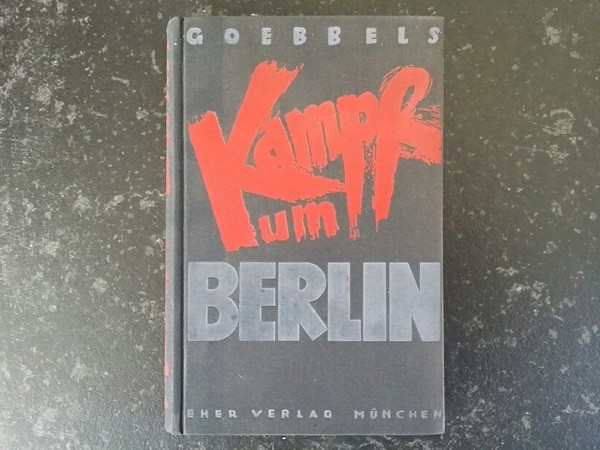 GOEBBELS
Kampf
um
BERLIN
EHER VERLAG MÜNCHEN